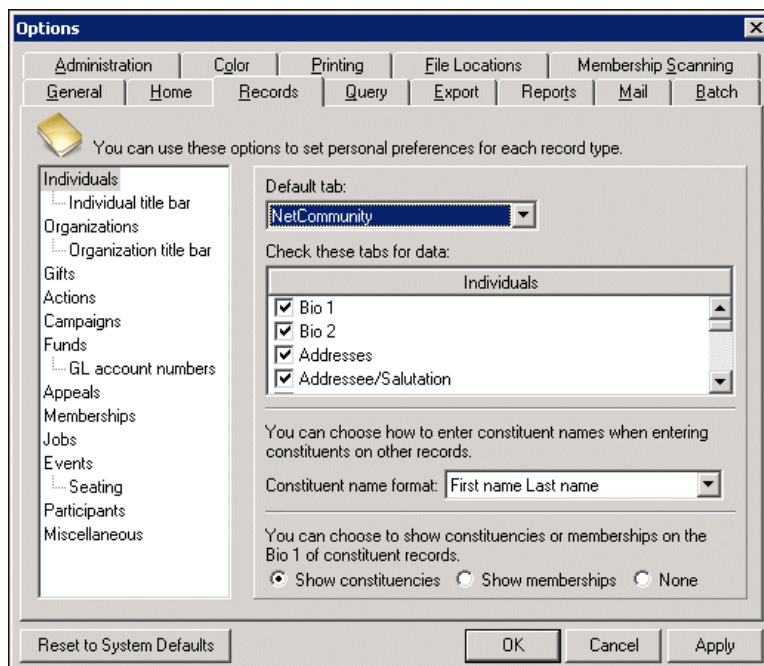 Options
Administration Color Printing File Locations Membership Scanning
General Home Records Query Export Reports Mail Batch
You can use these options to set personal preferences for each record type.
Individuals
Individual title bar
Organizations
Organization title bar
Gifts
Actions
Campaigns
Funds
GL account numbers
Appeals
Memberships
Jobs
Events
Seating
Participants
Miscellaneous
Default tab:
NetCommunity
Check these tabs for data:
Individuals
Bio 1
Bio 2
Addresses
Addressee/Salutation
You can choose how to enter constituent names when entering
constituents on other records.
Constituent name format: First name Last name
You can choose to show constituencies or memberships on the
Bio 1 of constituent records.
Show constituencies Show memberships None
Reset to System Defaults OK Cancel Apply